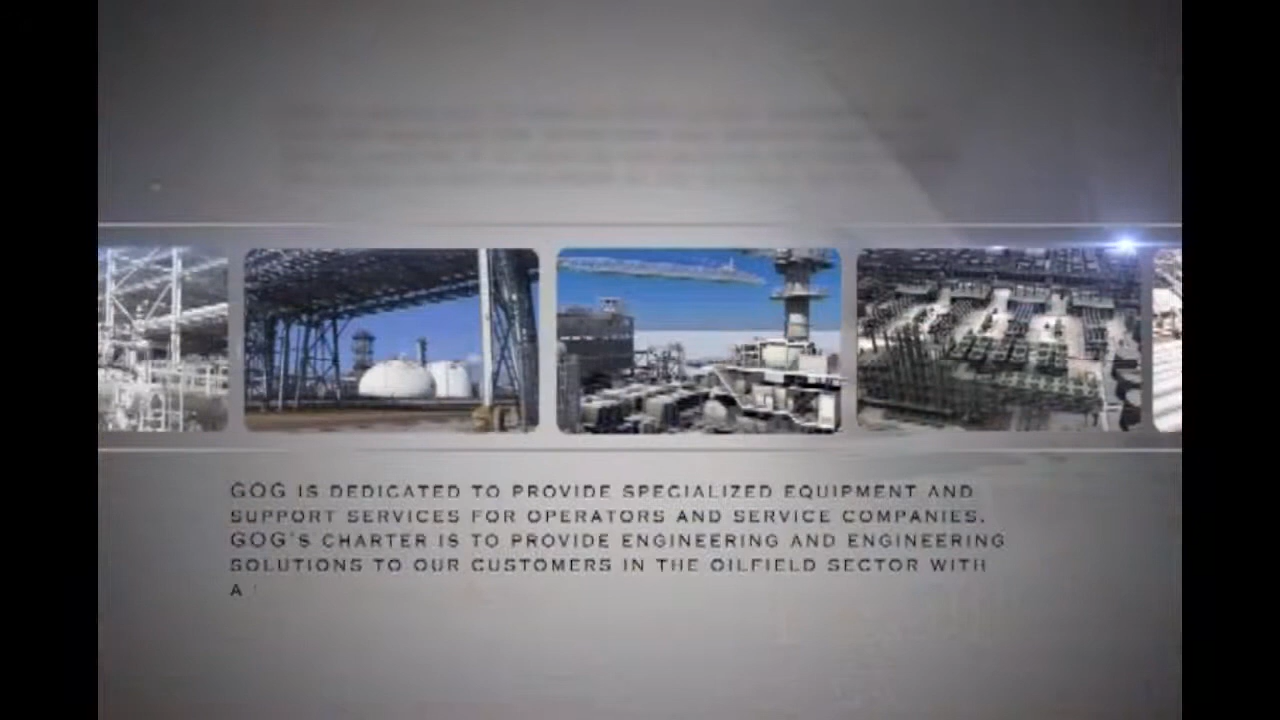 GOG IS DEDICATED TO PROVIDE SPECIALIZED EQUIPMENT AND
SUPPORT SERVICES FOR OPERATORS AND SERVICE COMPANIES.
GOG'S CHARTER IS TO PROVIDE ENGINEERING AND ENGINEERING
SOLUTIONS TO OUR CUSTOMERS IN THE OILFIELD SECTOR WITH
A